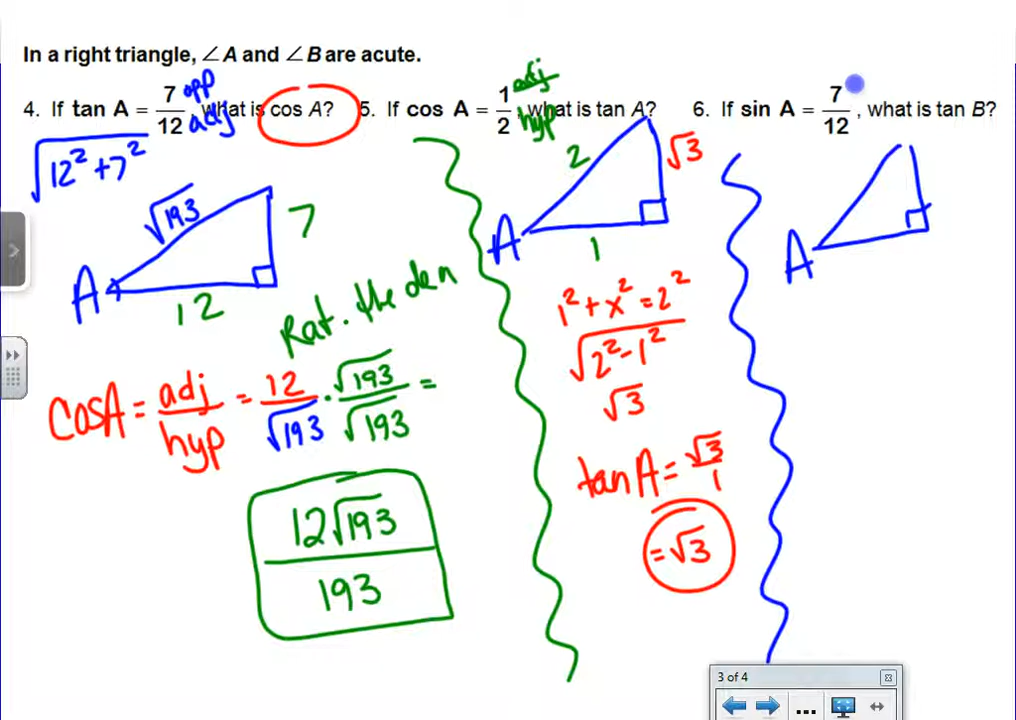 In a right triangle, ∠A and ∠B are acute.
4. If tan A = 7/12, what is cos A?
opp
adj
√12² + 7²
√193
7
A
12
Rat. the den
cosA = adj/hyp = 12/√193 · √193/√193 =
12√193
193
5. If cos A = 1/2, what is tan A?
adj
hyp
2
√3
A
1
1² + x² = 2²
√2² - 1²
√3
tanA = √3/1
= √3
6. If sin A = 7/12, what is tan B?
A
3 of 4
...